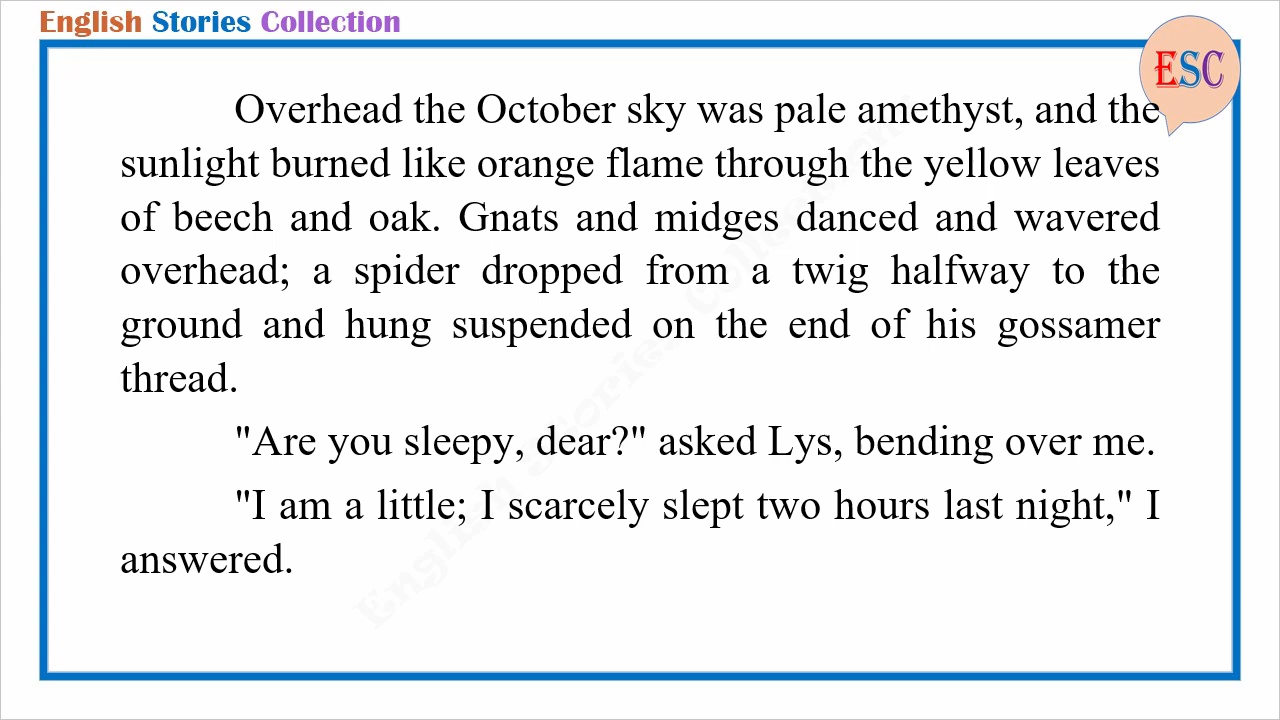 English Stories Collection
ESC
Overhead the October sky was pale amethyst, and the
sunlight burned like orange flame through the yellow leaves
of beech and oak. Gnats and midges danced and wavered
overhead; a spider dropped from a twig halfway to the
ground and hung suspended on the end of his gossamer
thread.
"Are you sleepy, dear?" asked Lys, bending over me.
"I am a little; I scarcely slept two hours last night," I
answered.
English Stories Collection